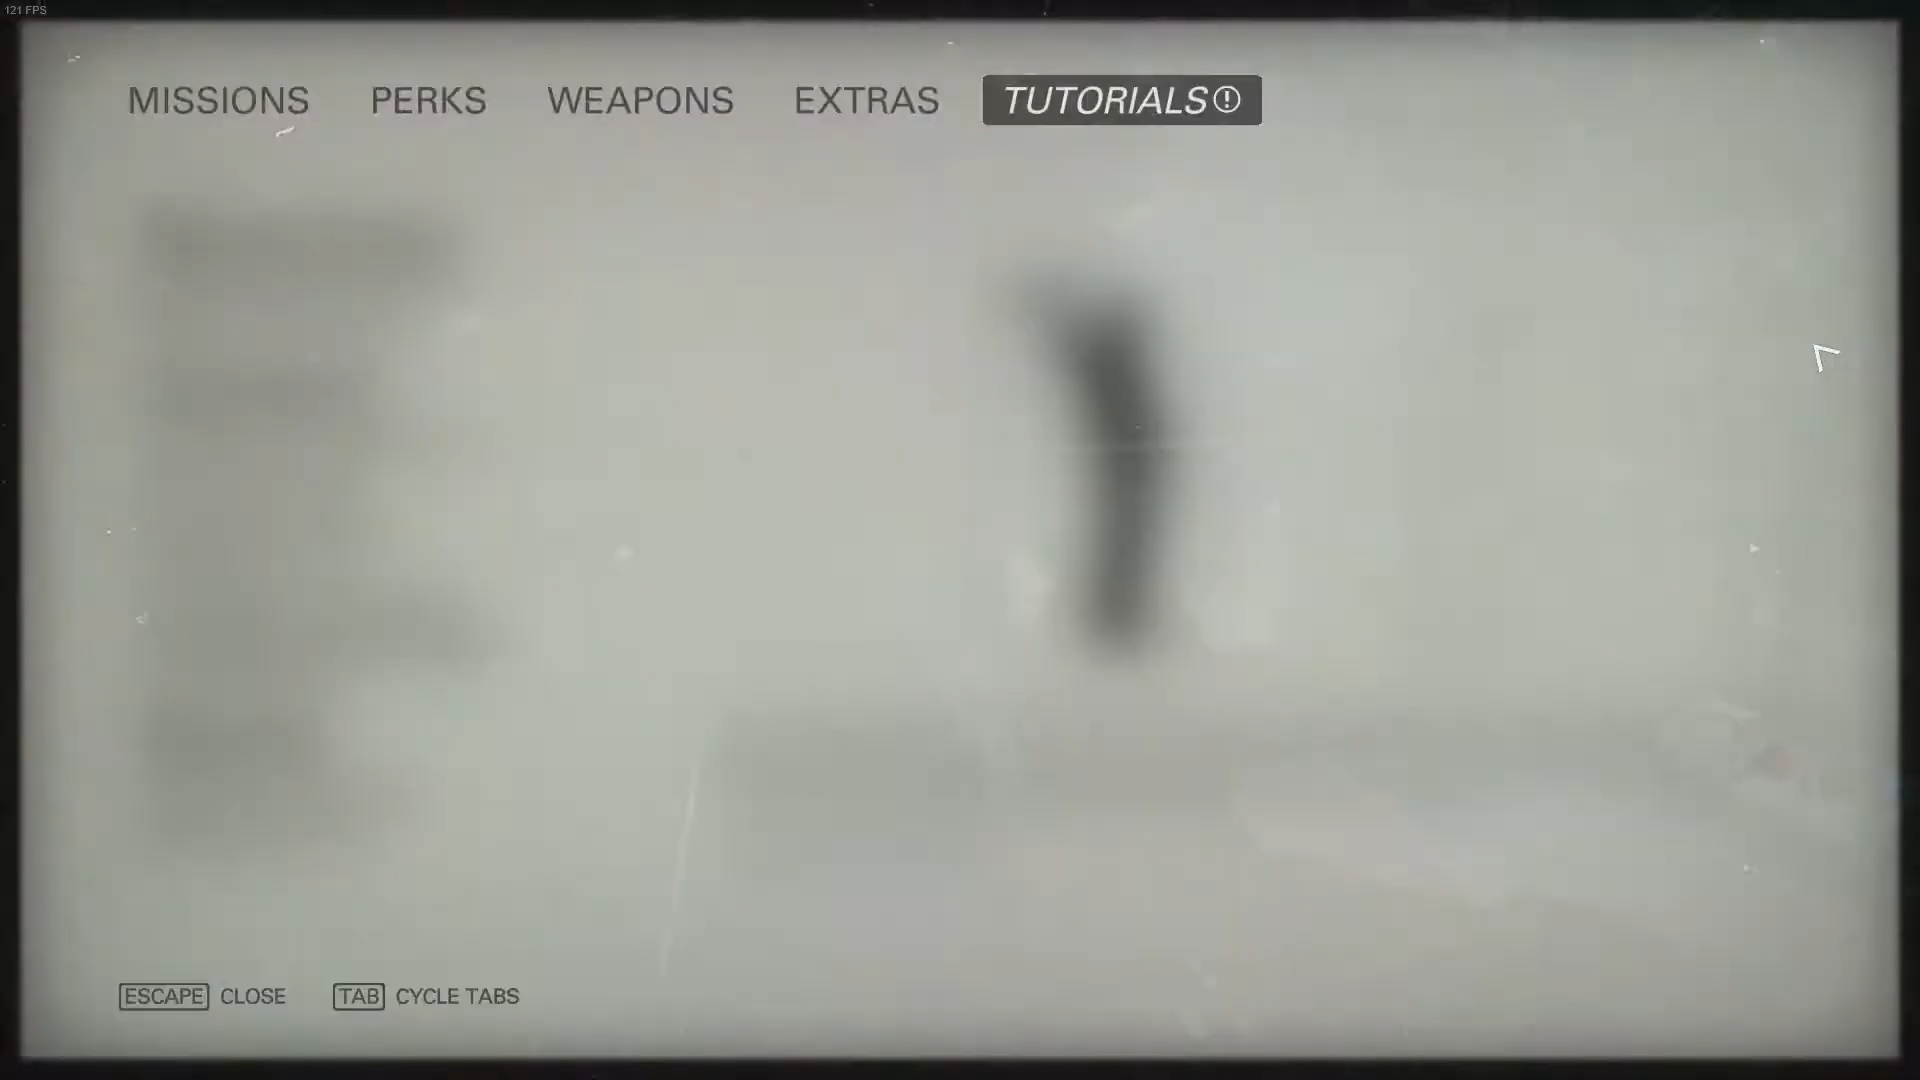 121 FPS
MISSIONS PERKS WEAPONS EXTRAS TUTORIALS
ESCAPE CLOSE TAB CYCLE TABS